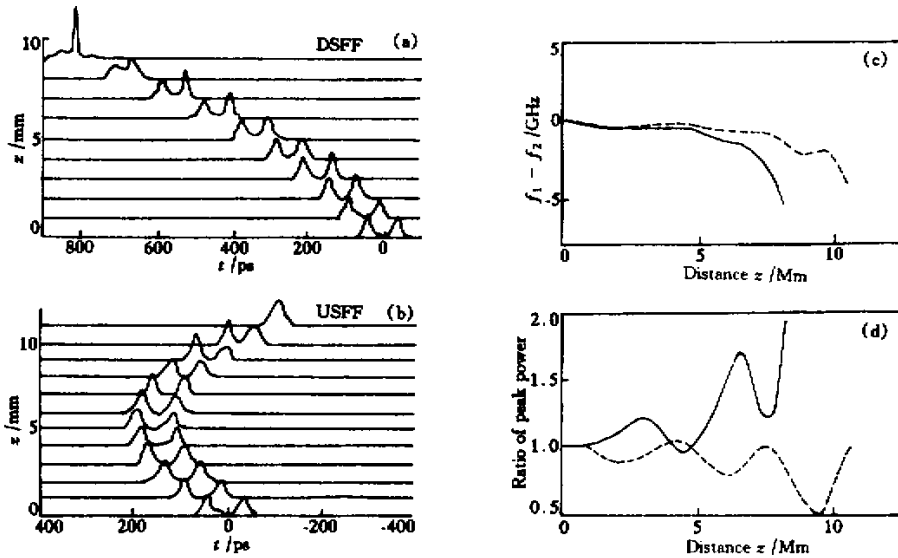 10
DSFF
(a)
z /mm
5
0
800
600
400
200
0
t /ps
5
(c)
f₁ − f₂ /GHz
0
-5
0
5
10
Distance z /Mm
USFF
(b)
10
z /mm
5
0
400
200
0
-200
-400
t /ps
2.0
(d)
Ratio of peak power
1.5
1.0
0.5
0
5
10
Distance z /Mm